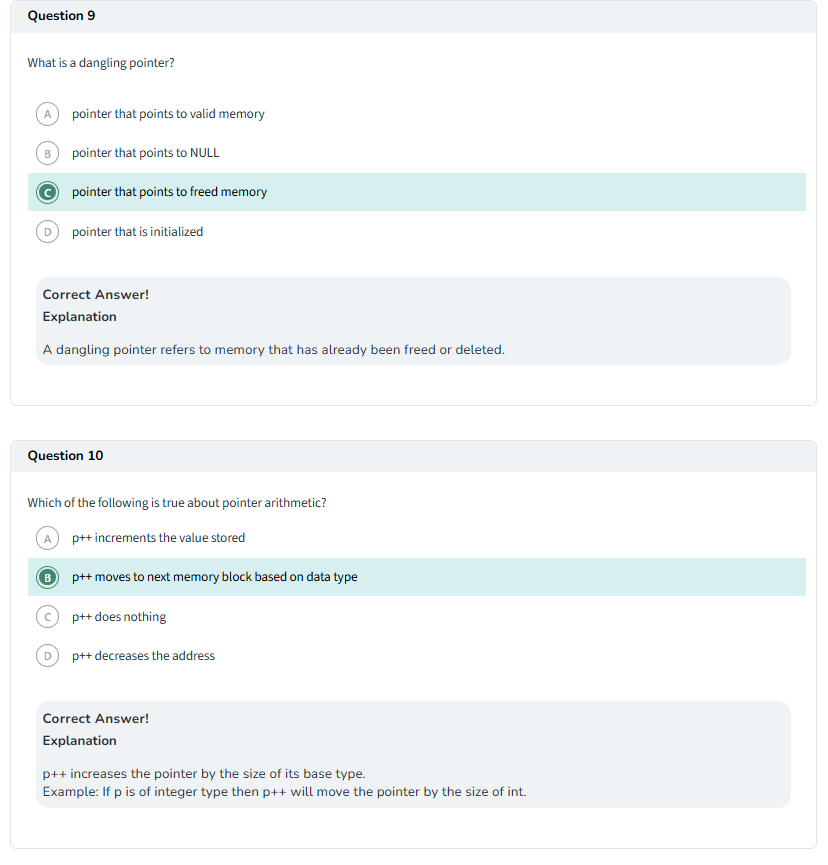 Question 9
What is a dangling pointer?
A pointer that points to valid memory
B pointer that points to NULL
C pointer that points to freed memory
D pointer that is initialized
Correct Answer!
Explanation
A dangling pointer refers to memory that has already been freed or deleted.
Question 10
Which of the following is true about pointer arithmetic?
A p++ increments the value stored
B p++ moves to next memory block based on data type
C p++ does nothing
D p++ decreases the address
Correct Answer!
Explanation
p++ increases the pointer by the size of its base type.
Example: If p is of integer type then p++ will move the pointer by the size of int.